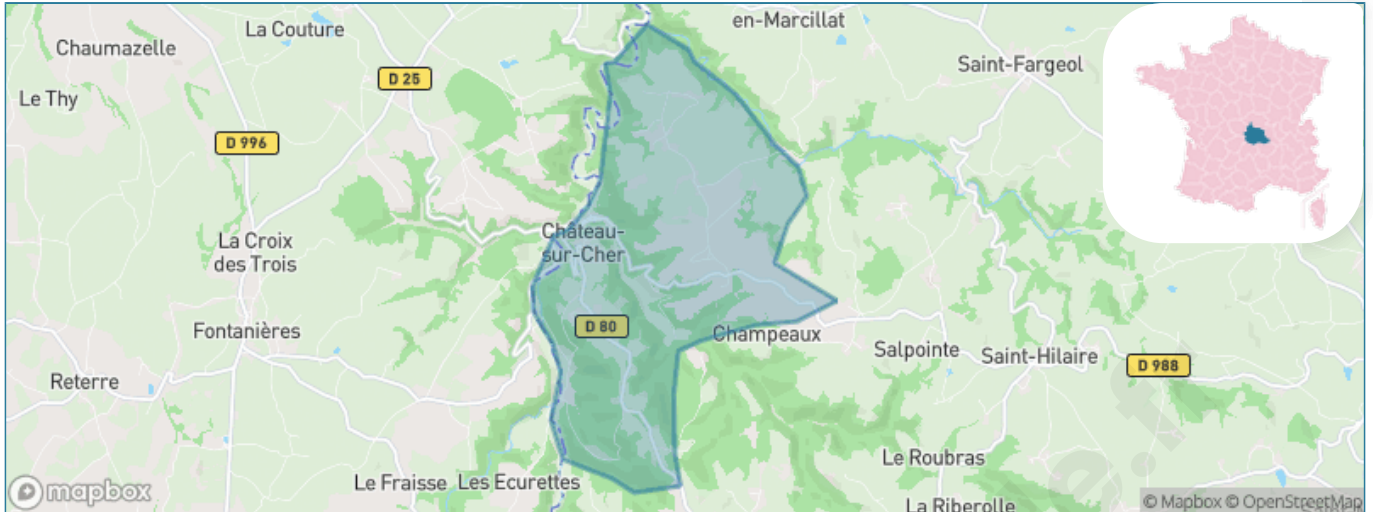 La Couture
en-Marcillat
Chaumazelle
Saint-Fargeol
D 25
Le Thy
D 996
Château-
sur-Cher
La Croix
des Trois
D 80
Fontanières
Champeaux
Salpointe
Saint-Hilaire
D 988
Reterre
Le Roubras
Le Fraisse
Les Ecurettes
La Riberolle
mapbox
© Mapbox © OpenStreetMap